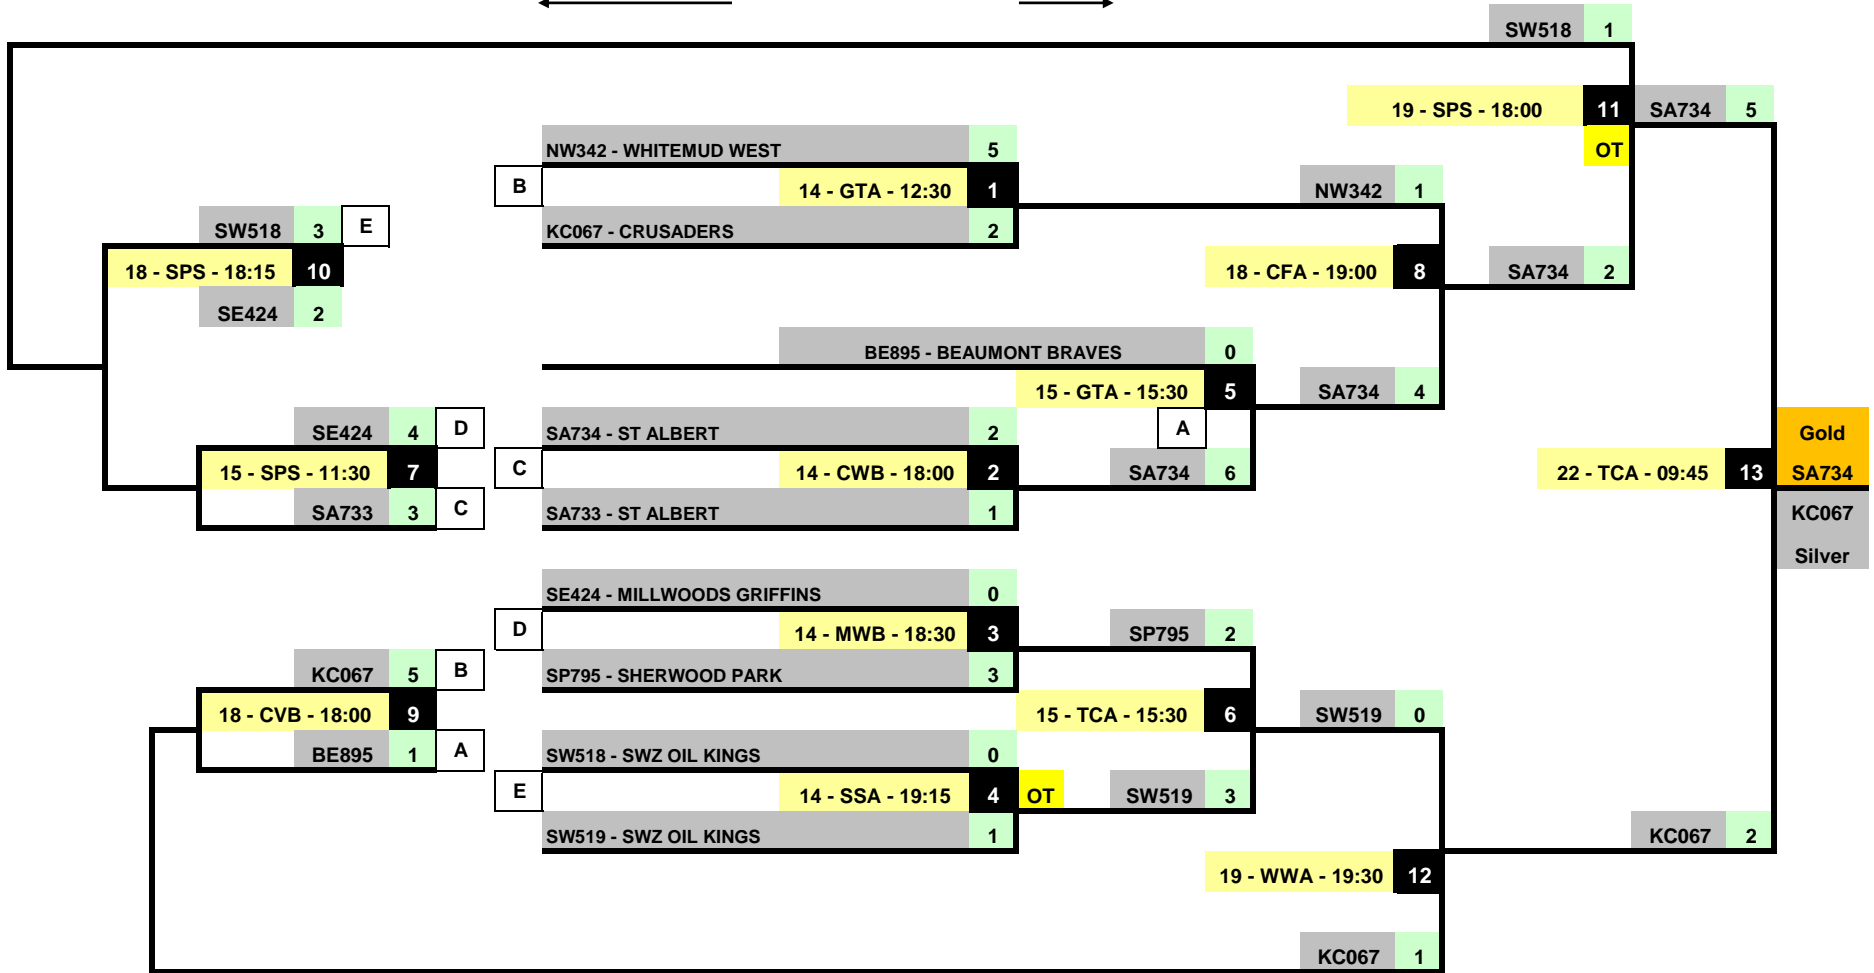 SW518 1
19 - SPS - 18:00 11 SA734 5
OT
NW342 - WHITEMUD WEST 5
B 14 - GTA - 12:30 1 NW342 1
SW518 3 E KC067 - CRUSADERS 2
18 - SPS - 18:15 10 18 - CFA - 19:00 8 SA734 2
SE424 2
BE895 - BEAUMONT BRAVES 0
15 - GTA - 15:30 5 SA734 4
SE424 4 D SA734 - ST ALBERT 2 A Gold
15 - SPS - 11:30 7 C 14 - CWB - 18:00 2 SA734 6 22 - TCA - 09:45 13 SA734
SA733 3 C SA733 - ST ALBERT 1 KC067
Silver
SE424 - MILLWOODS GRIFFINS 0
D 14 - MWB - 18:30 3 SP795 2
KC067 5 B SP795 - SHERWOOD PARK 3
18 - CVB - 18:00 9 15 - TCA - 15:30 6 SW519 0
BE895 1 A SW518 - SWZ OIL KINGS 0
E 14 - SSA - 19:15 4 OT SW519 3
SW519 - SWZ OIL KINGS 1 KC067 2
19 - WWA - 19:30 12
KC067 1